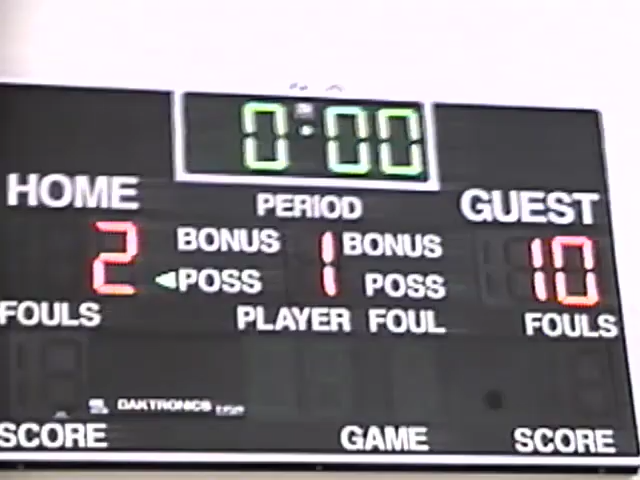 0:00
HOME PERIOD GUEST
2 BONUS 1 BONUS 10
◄POSS POSS
FOULS PLAYER FOUL FOULS
DAKTRONICS
SCORE GAME SCORE